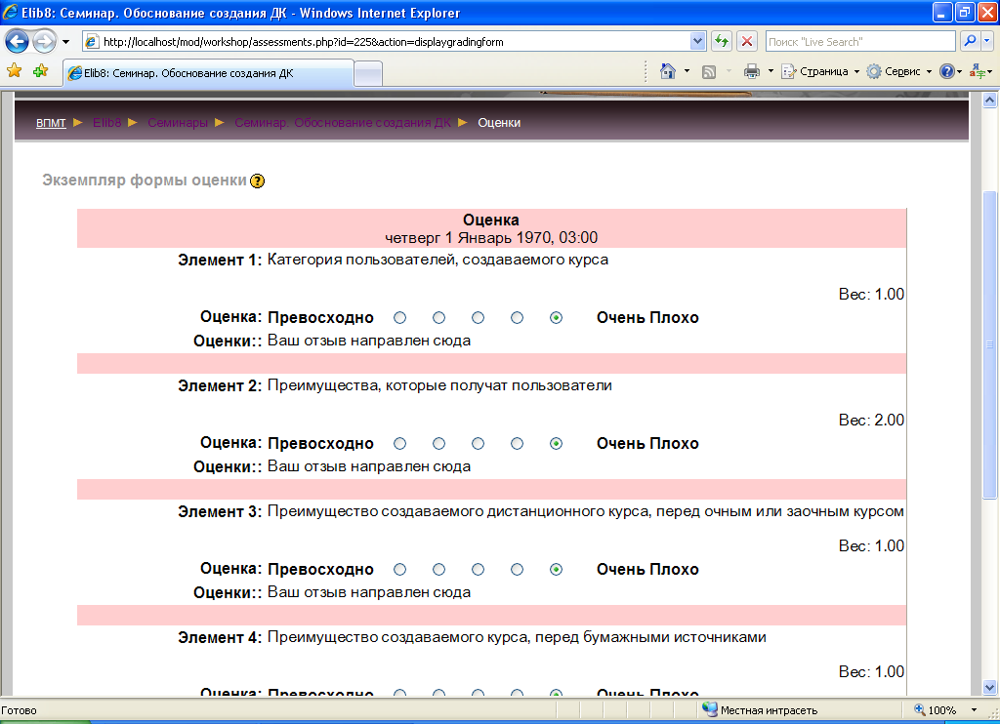 Elib8: Семинар. Обоснование создания ДК - Windows Internet Explorer
http://localhost/mod/workshop/assessments.php?id=225&action=displaygradingform
Поиск "Live Search"
Elib8: Семинар. Обоснование создания ДК
Страница
Сервис
ВПМТ ► Elib8 ► Семинары ► Семинар. Обоснование создания ДК ► Оценки
Экземпляр формы оценки ?
Оценка
четверг 1 Январь 1970, 03:00
Элемент 1: Категория пользователей, создаваемого курса
Вес: 1.00
Оценка: Превосходно Очень Плохо
Оценки:: Ваш отзыв направлен сюда
Элемент 2: Преимущества, которые получат пользователи
Вес: 2.00
Оценка: Превосходно Очень Плохо
Оценки:: Ваш отзыв направлен сюда
Элемент 3: Преимущество создаваемого дистанционного курса, перед очным или заочным курсом
Вес: 1.00
Оценка: Превосходно Очень Плохо
Оценки:: Ваш отзыв направлен сюда
Элемент 4: Преимущество создаваемого курса, перед бумажными источниками
Вес: 1.00
Оценка: Превосходно Очень Плохо
Готово
Местная интрасеть
100%